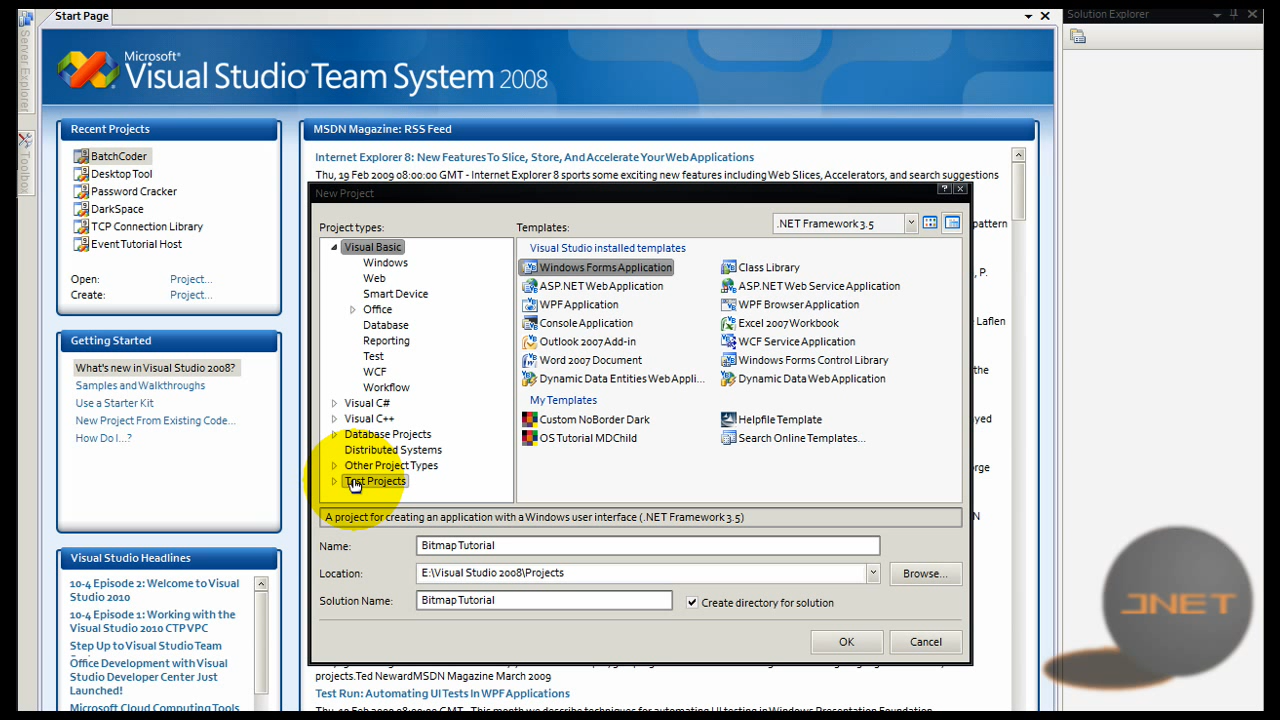 Start Page
Solution Explorer
Server Explorer
Toolbox
Microsoft
Visual Studio Team System 2008
Recent Projects
BatchCoder
Desktop Tool
Password Cracker
DarkSpace
TCP Connection Library
Event Tutorial Host
Open: Project...
Create: Project...
Getting Started
What's new in Visual Studio 2008?
Samples and Walkthroughs
Use a Starter Kit
New Project From Existing Code...
How Do I...?
Visual Studio Headlines
10-4 Episode 2: Welcome to Visual
Studio 2010
10-4 Episode 1: Working with the
Visual Studio 2010 CTP VPC
Step Up to Visual Studio Team
Office Development with Visual
Studio Developer Center Just
Launched!
Microsoft Cloud Computing Tools
MSDN Magazine: RSS Feed
Internet Explorer 8: New Features To Slice, Store, And Accelerate Your Web Applications
Thu, 19 Feb 2009 08:00:00 GMT - Internet Explorer 8 sports some exciting new features including Web Slices, Accelerators, and search suggestions
pattern
P.
Laflen
the
New Project
Project types:
Visual Basic
Windows
Web
Smart Device
Office
Database
Reporting
Test
WCF
Workflow
Visual C#
Visual C++
Database Projects
Distributed Systems
Other Project Types
Test Projects
Templates:
.NET Framework 3.5
Visual Studio installed templates
Windows Forms Application
Class Library
ASP.NET Web Application
ASP.NET Web Service Application
WPF Application
WPF Browser Application
Console Application
Excel 2007 Workbook
Outlook 2007 Add-in
WCF Service Application
Word 2007 Document
Windows Forms Control Library
Dynamic Data Entities Web Appli...
Dynamic Data Web Application
My Templates
Custom NoBorder Dark
Helpfile Template
OS Tutorial MDChild
Search Online Templates...
A project for creating an application with a Windows user interface (.NET Framework 3.5)
Name: Bitmap Tutorial
Location: E:\Visual Studio 2008\Projects
Browse...
Solution Name: Bitmap Tutorial
Create directory for solution
OK
Cancel
projects.Ted NewardMSDN Magazine March 2009
Test Run: Automating UI Tests In WPF Applications
JNET